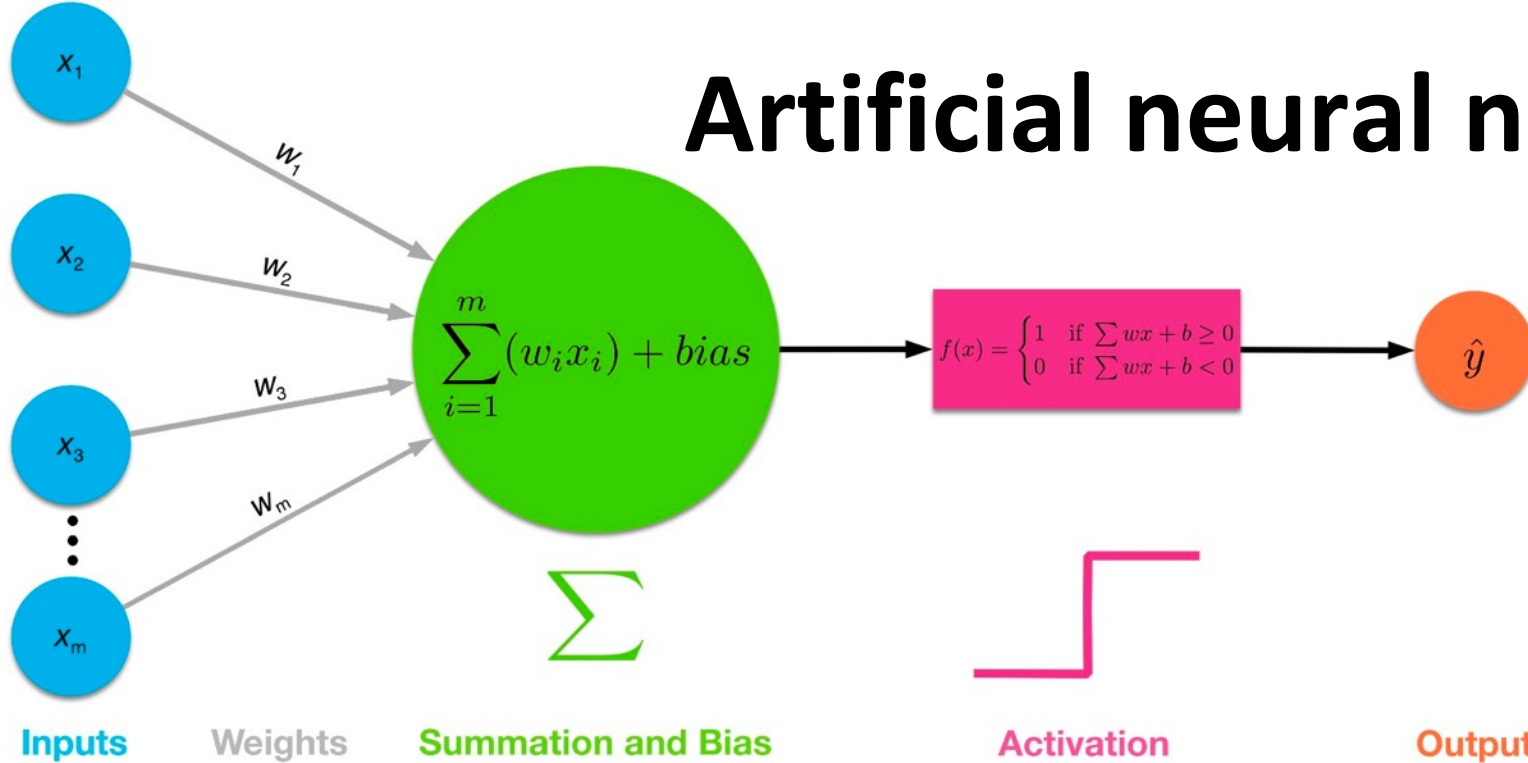 Artificial neural n
x₁
w₁
x₂
w₂
x₃
w₃
xₘ
wₘ
∑ᵢ₌₁ᵐ(wᵢxᵢ) + bias
f(x) = {1 if ∑ wx + b ≥ 0
0 if ∑ wx + b < 0
ŷ
∑
Inputs Weights Summation and Bias Activation Output